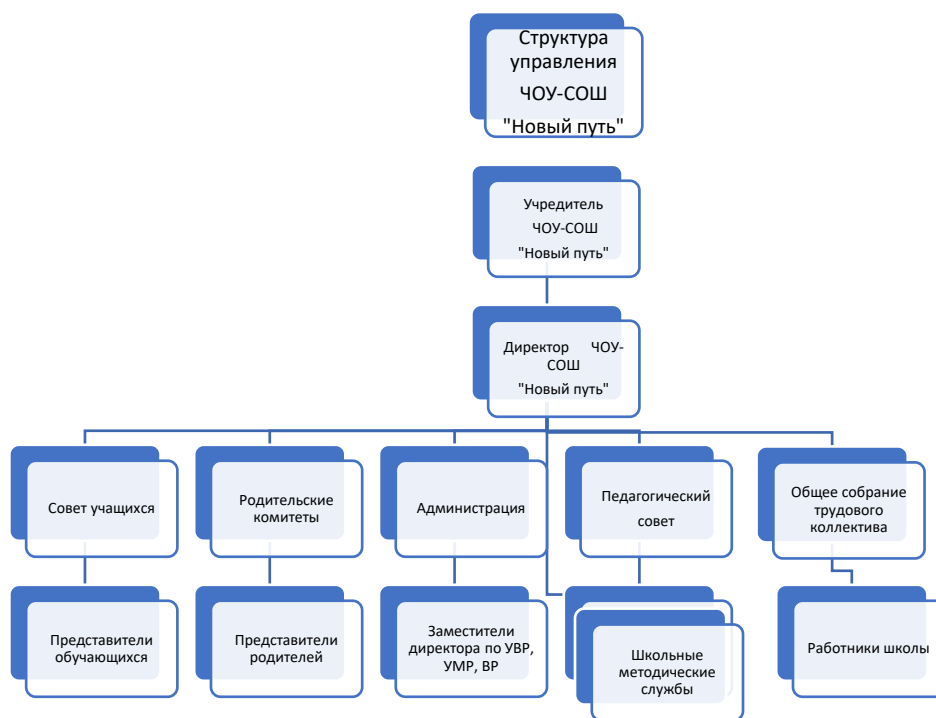 Структура
управления
ЧОУ-СОШ
"Новый путь"
Учредитель
ЧОУ-СОШ
"Новый путь"
Директор ЧОУ-
СОШ
"Новый путь"
Совет учащихся
Родительские
комитеты
Администрация
Педагогический
совет
Общее собрание
трудового
коллектива
Представители
обучающихся
Представители
родителей
Заместители
директора по УВР,
УМР, ВР
Школьные
методические
службы
Работники школы